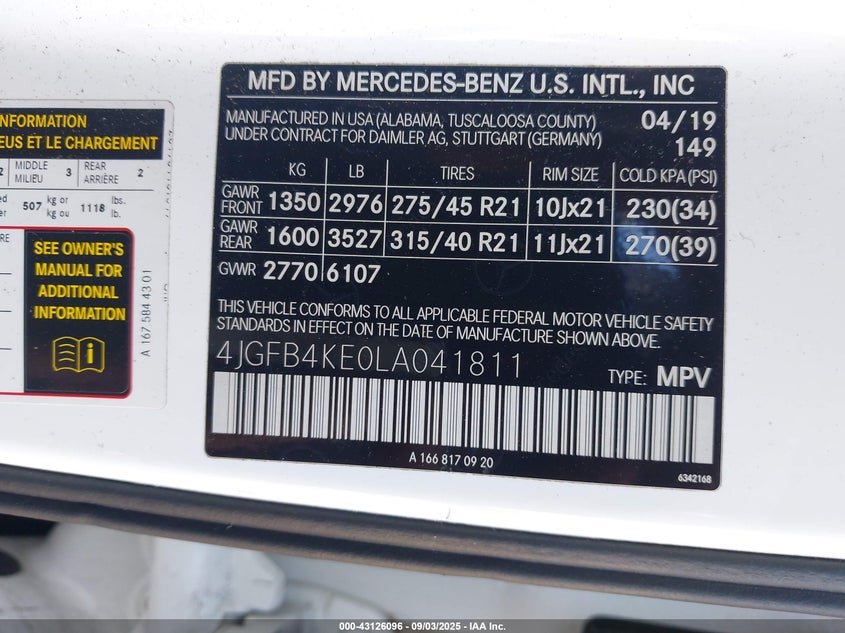 INFORMATION
EUS ET LE CHARGEMENT
2 MIDDLE MILIEU 3 REAR ARRIÈRE 2
507 kg or kg ou 1118 lbs. lb.
SEE OWNER'S
MANUAL FOR
ADDITIONAL
INFORMATION
A 167 584 43 01
MFD BY MERCEDES-BENZ U.S. INTL., INC
MANUFACTURED IN USA (ALABAMA, TUSCALOOSA COUNTY) 04/19
UNDER CONTRACT FOR DAIMLER AG, STUTTGART (GERMANY) 149
KG LB TIRES RIM SIZE COLD KPA (PSI)
GAWR FRONT 1350 2976 275/45 R21 10Jx21 230(34)
GAWR REAR 1600 3527 315/40 R21 11Jx21 270(39)
GVWR 2770 6107
THIS VEHICLE CONFORMS TO ALL APPLICABLE FEDERAL MOTOR VEHICLE SAFETY
STANDARDS IN EFFECT ON THE DATE OF MANUFACTURE SHOWN ABOVE.
4JGFB4KE0LA041811
TYPE: MPV
A 166 817 09 20
6342168
000-43126096 - 09/03/2025 - IAA Inc.